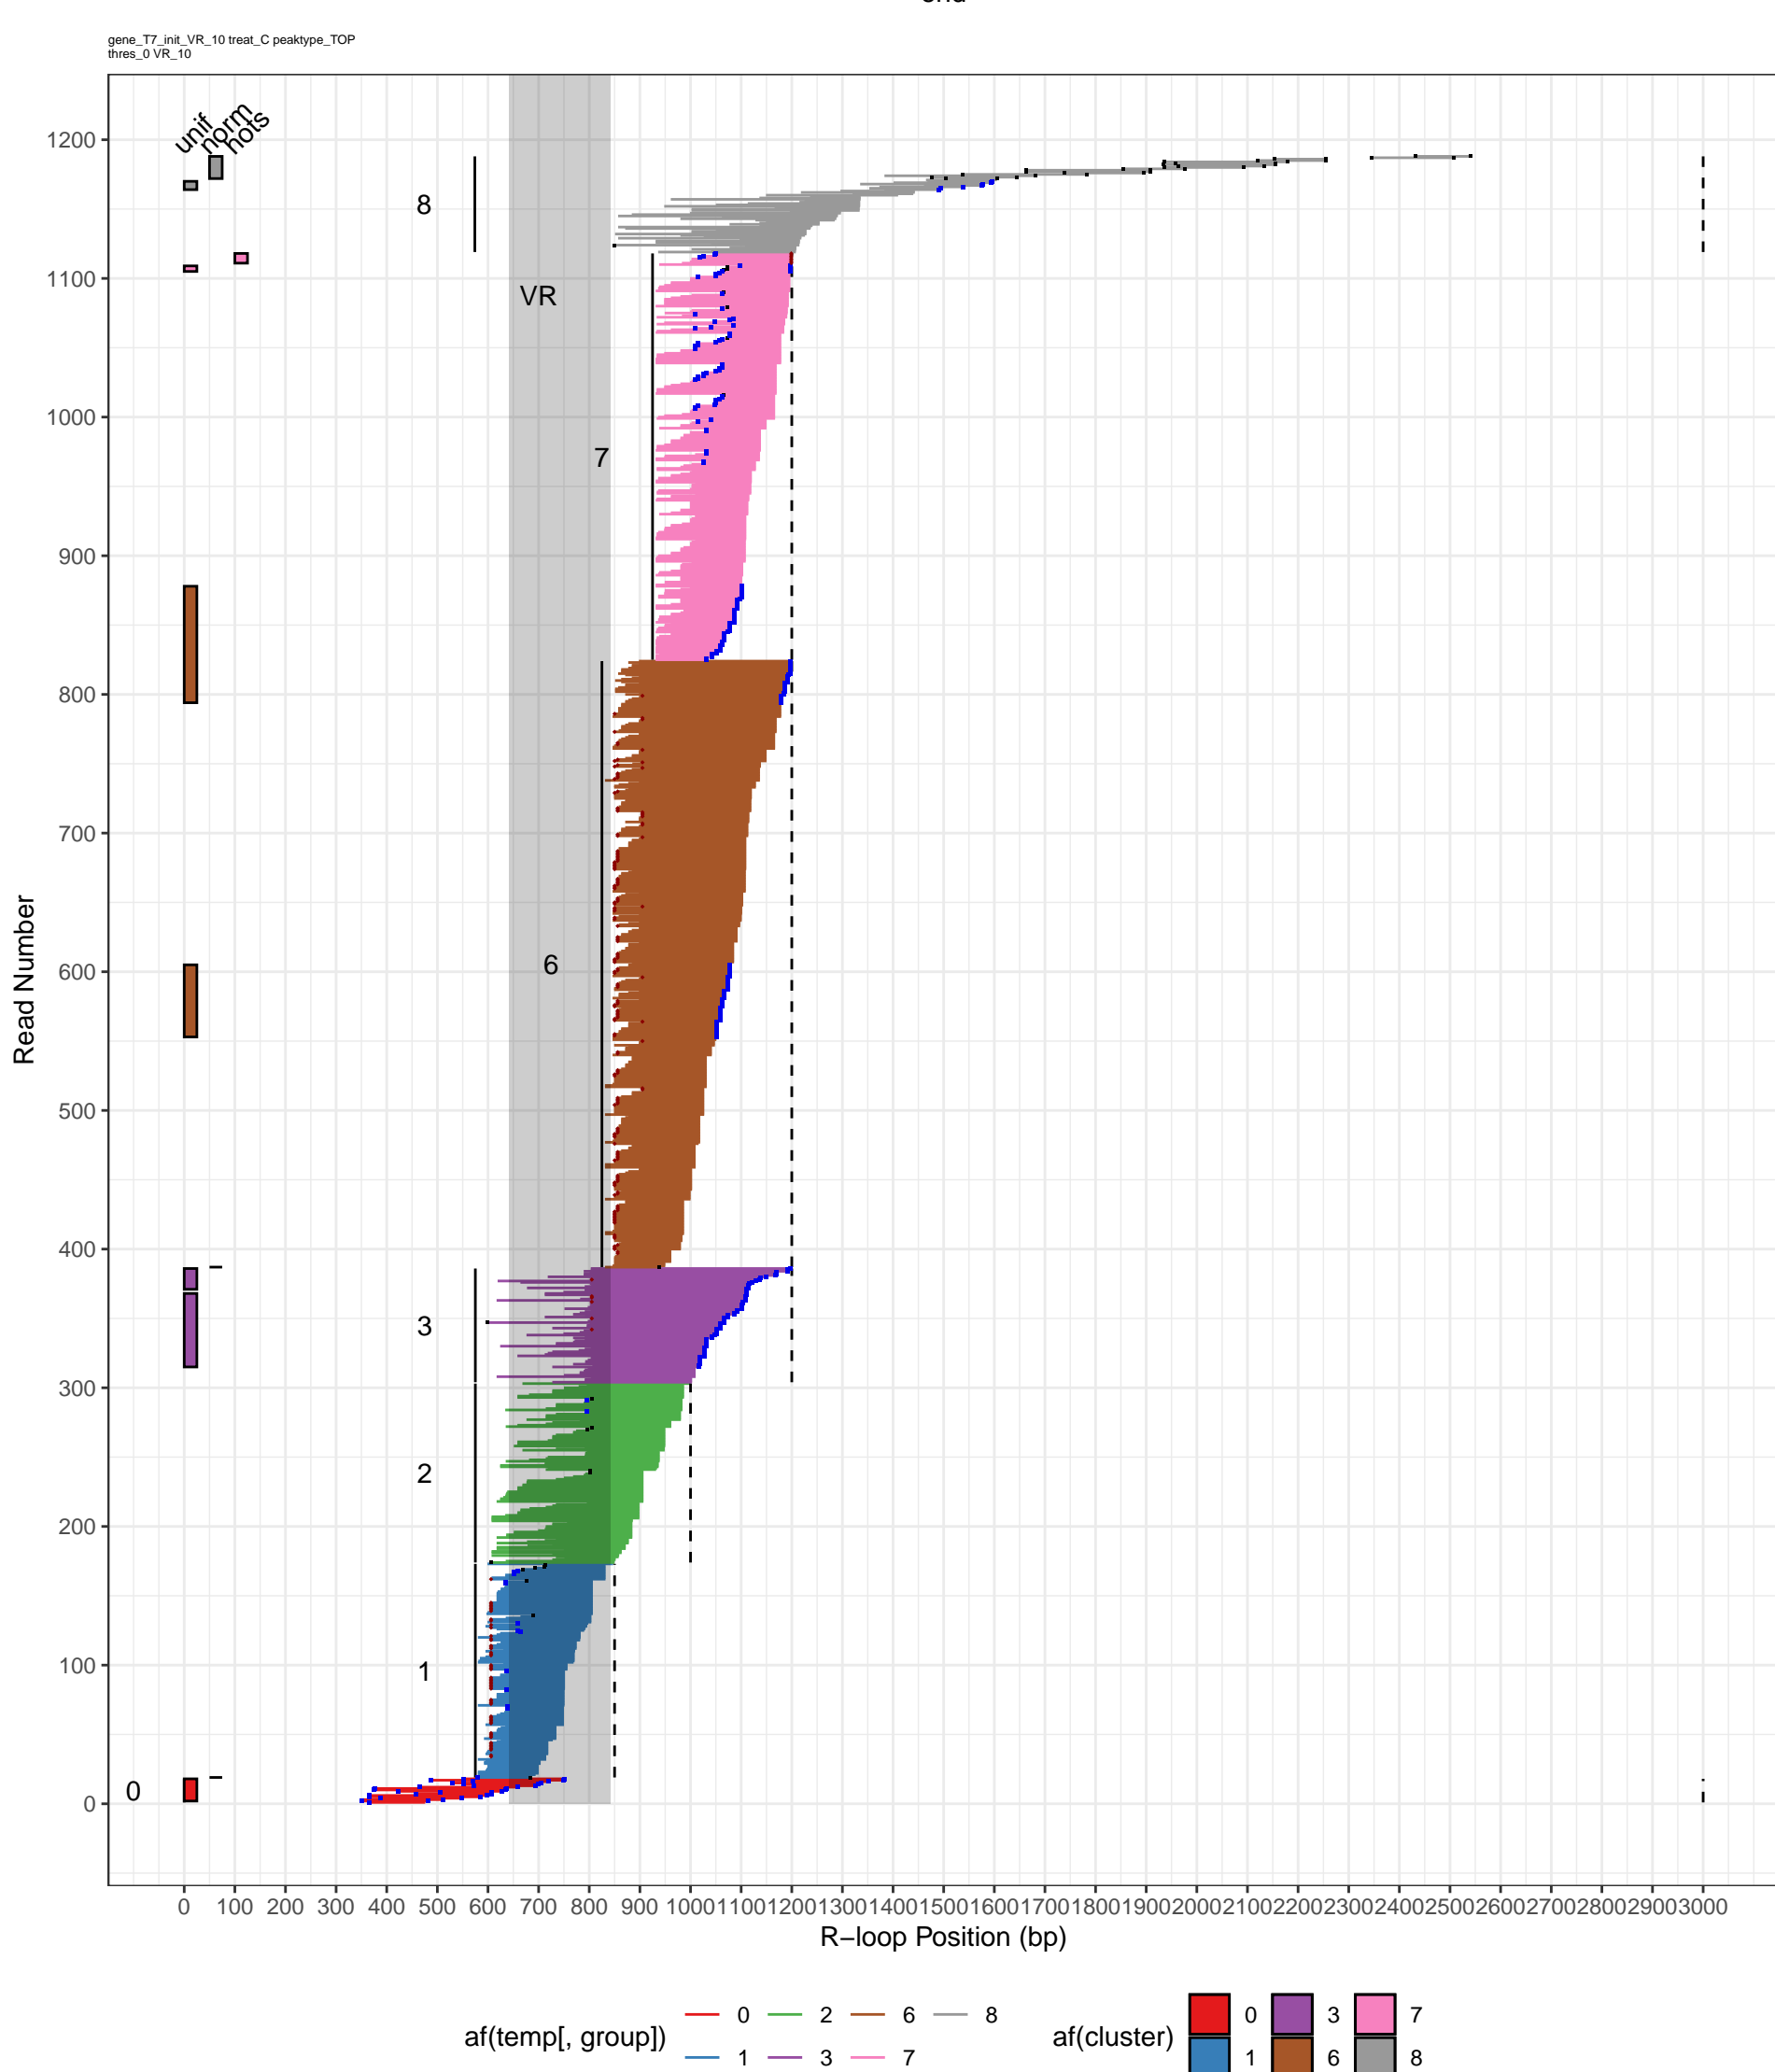 gene_T7_init_VR_10 treat_C peaktype_TOP
thres_0 VR_10
unif
norm
hots
1200
1100
1000
900
800
700
600
500
400
300
200
100
0
8
VR
7
6
3
2
1
0
Read Number
0 100 200 300 400 500 600 700 800 900 1000 1100 1200 1300 1400 1500 1600 1700 1800 1900 2000 2100 2200 2300 2400 2500 2600 2700 2800 2900 3000
R−loop Position (bp)
af(temp[, group])
0 2 6 8
1 3 7
af(cluster)
0 3 7
1 6 8